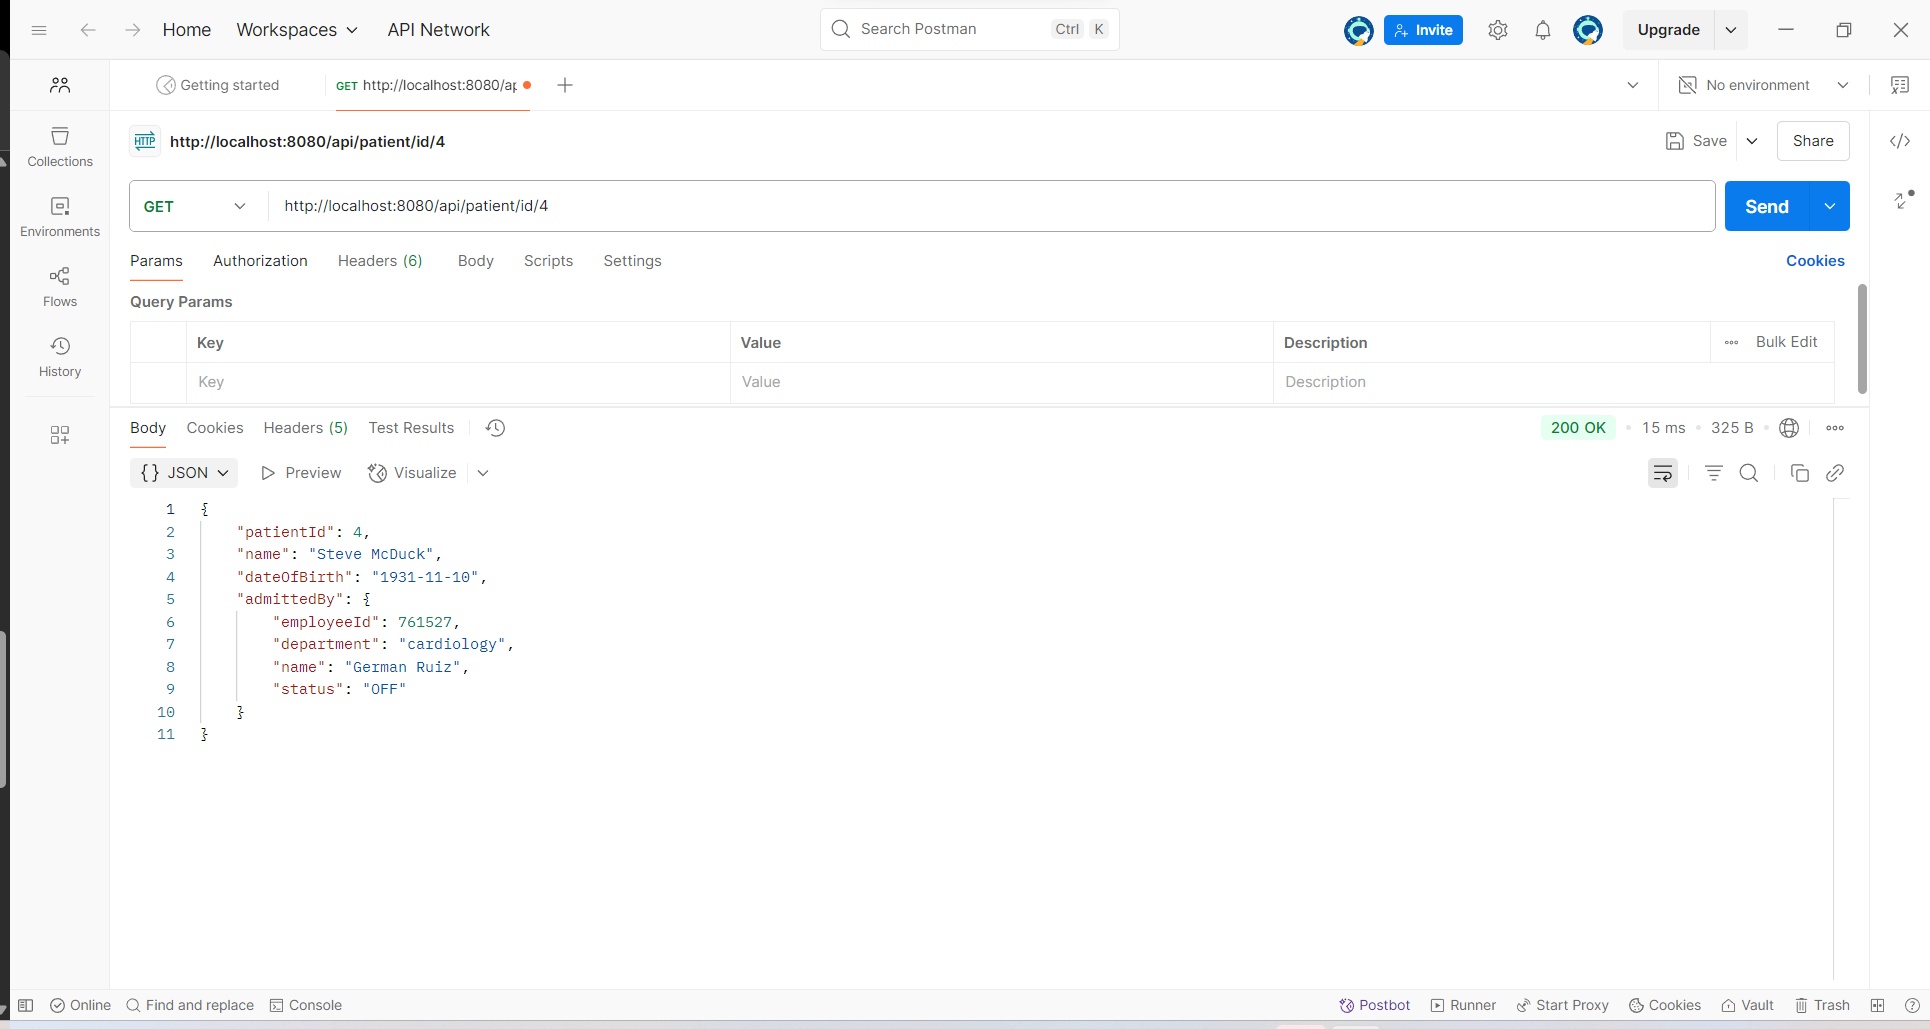 Home Workspaces API Network Search Postman Ctrl K Invite Upgrade
Getting started GET http://localhost:8080/ap No environment
HTTP http://localhost:8080/api/patient/id/4 Save Share
Collections
GET http://localhost:8080/api/patient/id/4 Send
Environments
Params Authorization Headers (6) Body Scripts Settings Cookies
Flows
Query Params
Key Value Description Bulk Edit
History
Key Value Description
Body Cookies Headers (5) Test Results 200 OK 15 ms 325 B
{} JSON Preview Visualize
1 {
2 "patientId": 4,
3 "name": "Steve McDuck",
4 "dateOfBirth": "1931-11-10",
5 "admittedBy": {
6 "employeeId": 761527,
7 "department": "cardiology",
8 "name": "German Ruiz",
9 "status": "OFF"
10 }
11 }
Online Find and replace Console Postbot Runner Start Proxy Cookies Vault Trash